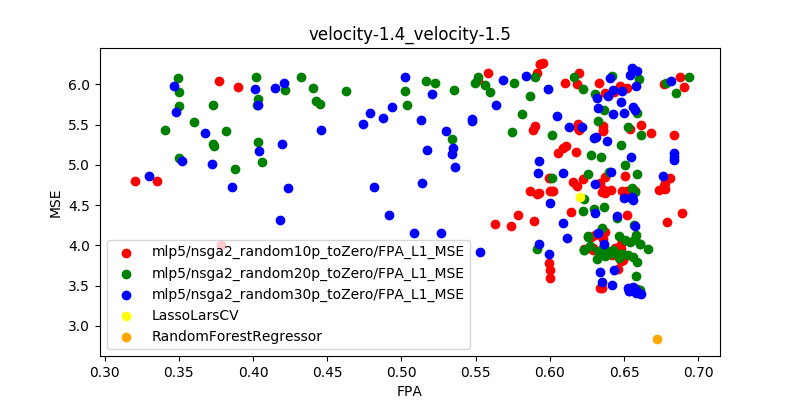 velocity-1.4_velocity-1.5
MSE
6.0
5.5
5.0
4.5
4.0
3.5
3.0
mlp5/nsga2_random10p_toZero/FPA_L1_MSE
mlp5/nsga2_random20p_toZero/FPA_L1_MSE
mlp5/nsga2_random30p_toZero/FPA_L1_MSE
LassoLarsCV
RandomForestRegressor
0.30 0.35 0.40 0.45 0.50 0.55 0.60 0.65 0.70
FPA